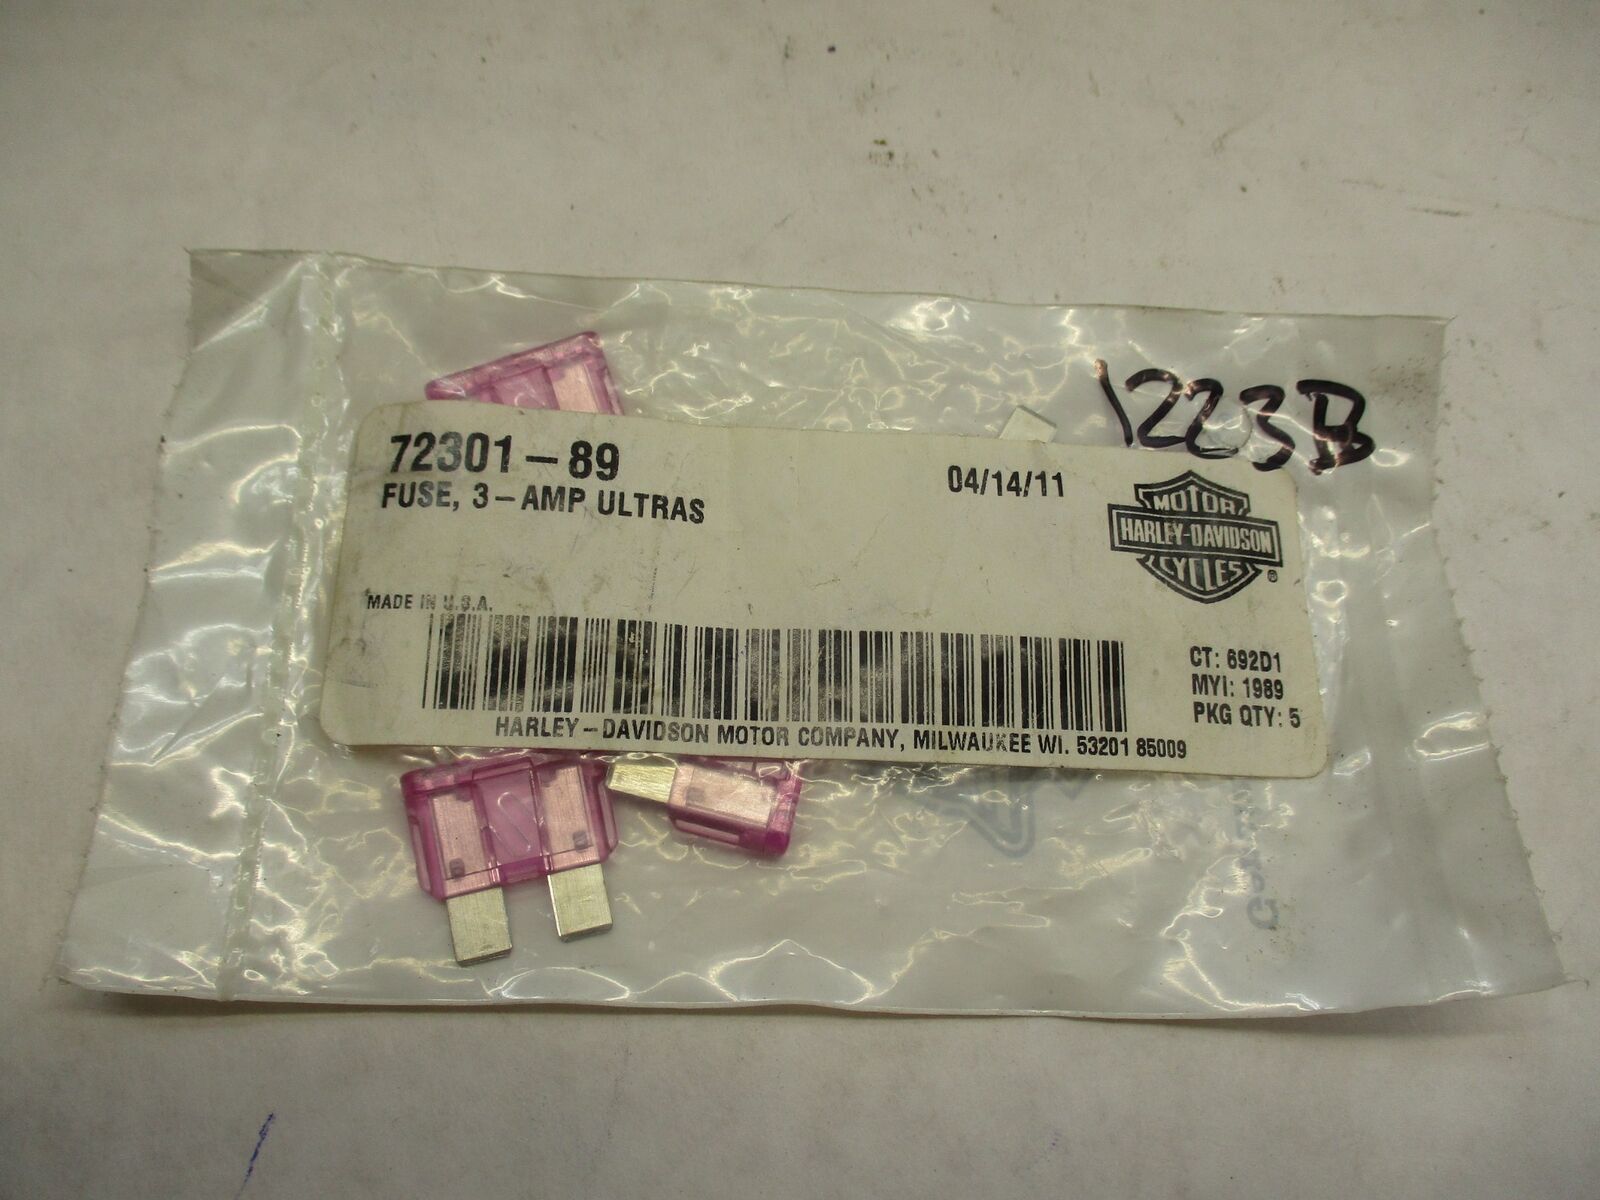 1223B
72301-89
04/14/11
FUSE, 3-AMP ULTRAS
MOTOR
HARLEY-DAVIDSON
CYCLES
®
MADE IN U.S.A.
CT: 692D1
MYI: 1989
PKG QTY: 5
HARLEY-DAVIDSON MOTOR COMPANY, MILWAUKEE WI. 53201 85009